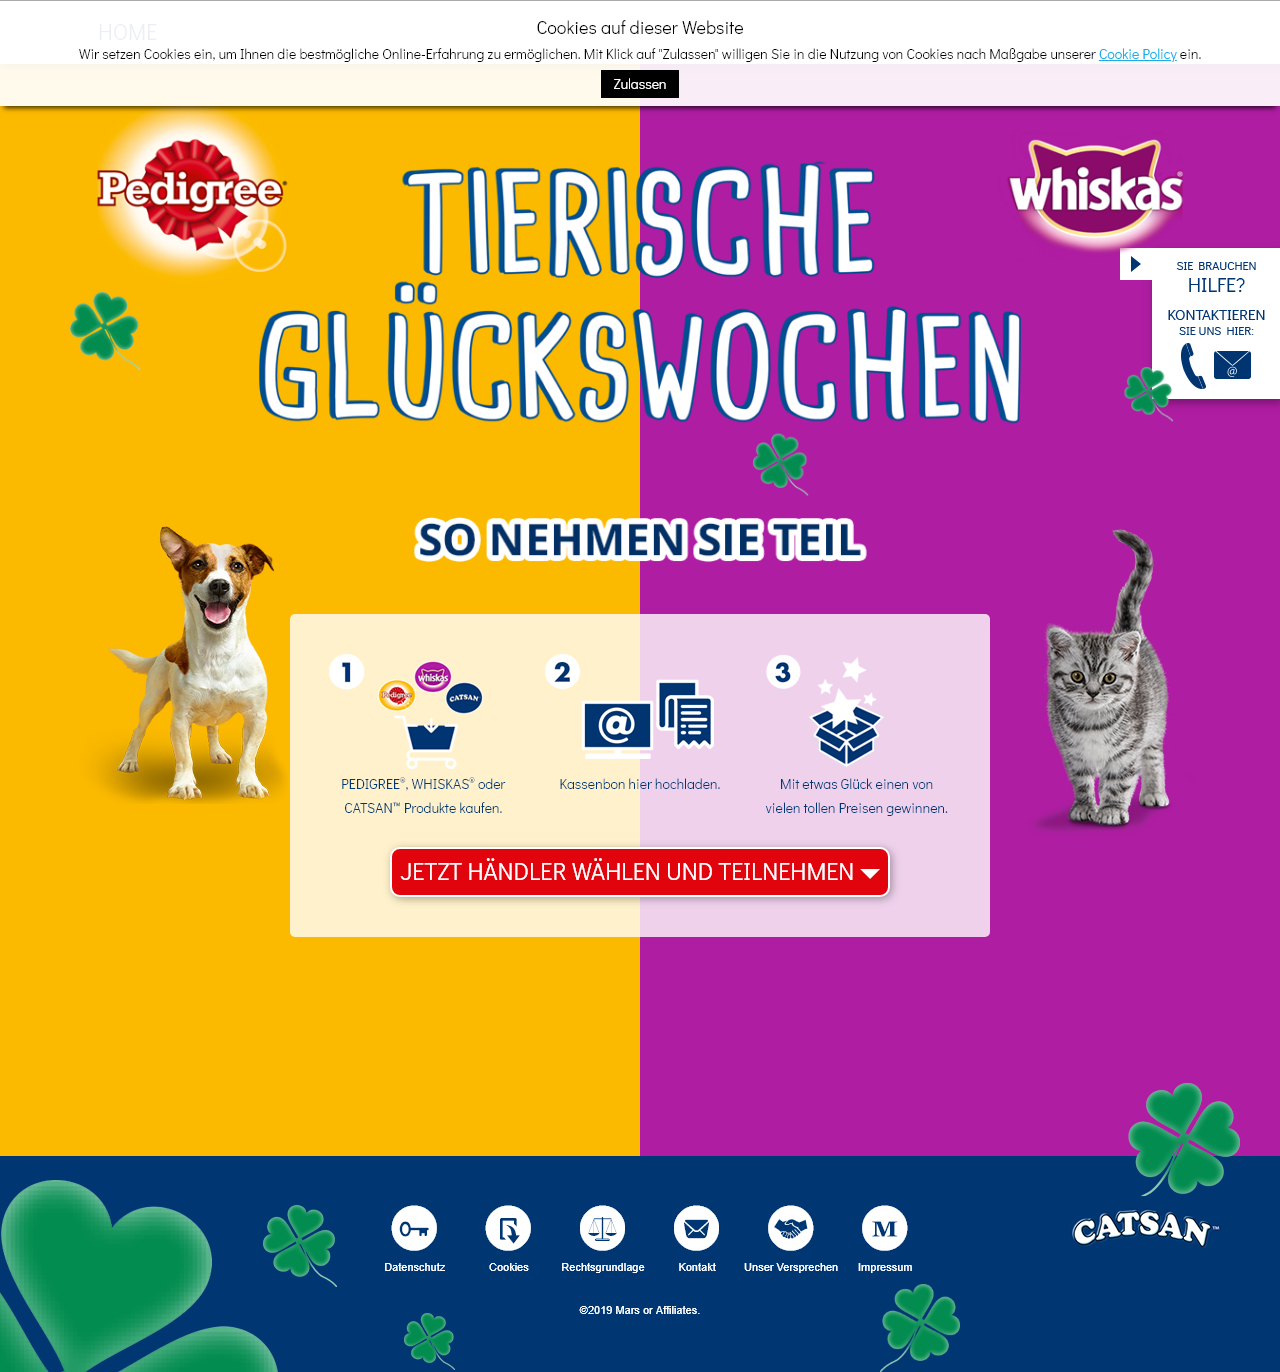 HOME
Cookies auf dieser Website
Wir setzen Cookies ein, um Ihnen die bestmögliche Online-Erfahrung zu ermöglichen. Mit Klick auf "Zulassen" willigen Sie in die Nutzung von Cookies nach Maßgabe unserer Cookie Policy ein.
Zulassen
Pedigree®
TIERISCHE
GLÜCKSWOCHEN
whiskas®
SIE BRAUCHEN
HILFE?
KONTAKTIEREN
SIE UNS HIER:
@
SO NEHMEN SIE TEIL
1
Pedigree
whiskas
CATSAN
PEDIGREE®, WHISKAS® oder
CATSAN™ Produkte kaufen.
2
@
Kassenbon hier hochladen.
3
Mit etwas Glück einen von
vielen tollen Preisen gewinnen.
JETZT HÄNDLER WÄHLEN UND TEILNEHMEN
CATSAN™
M
Datenschutz Cookies Rechtsgrundlage Kontakt Unser Versprechen Impressum
©2019 Mars or Affiliates.